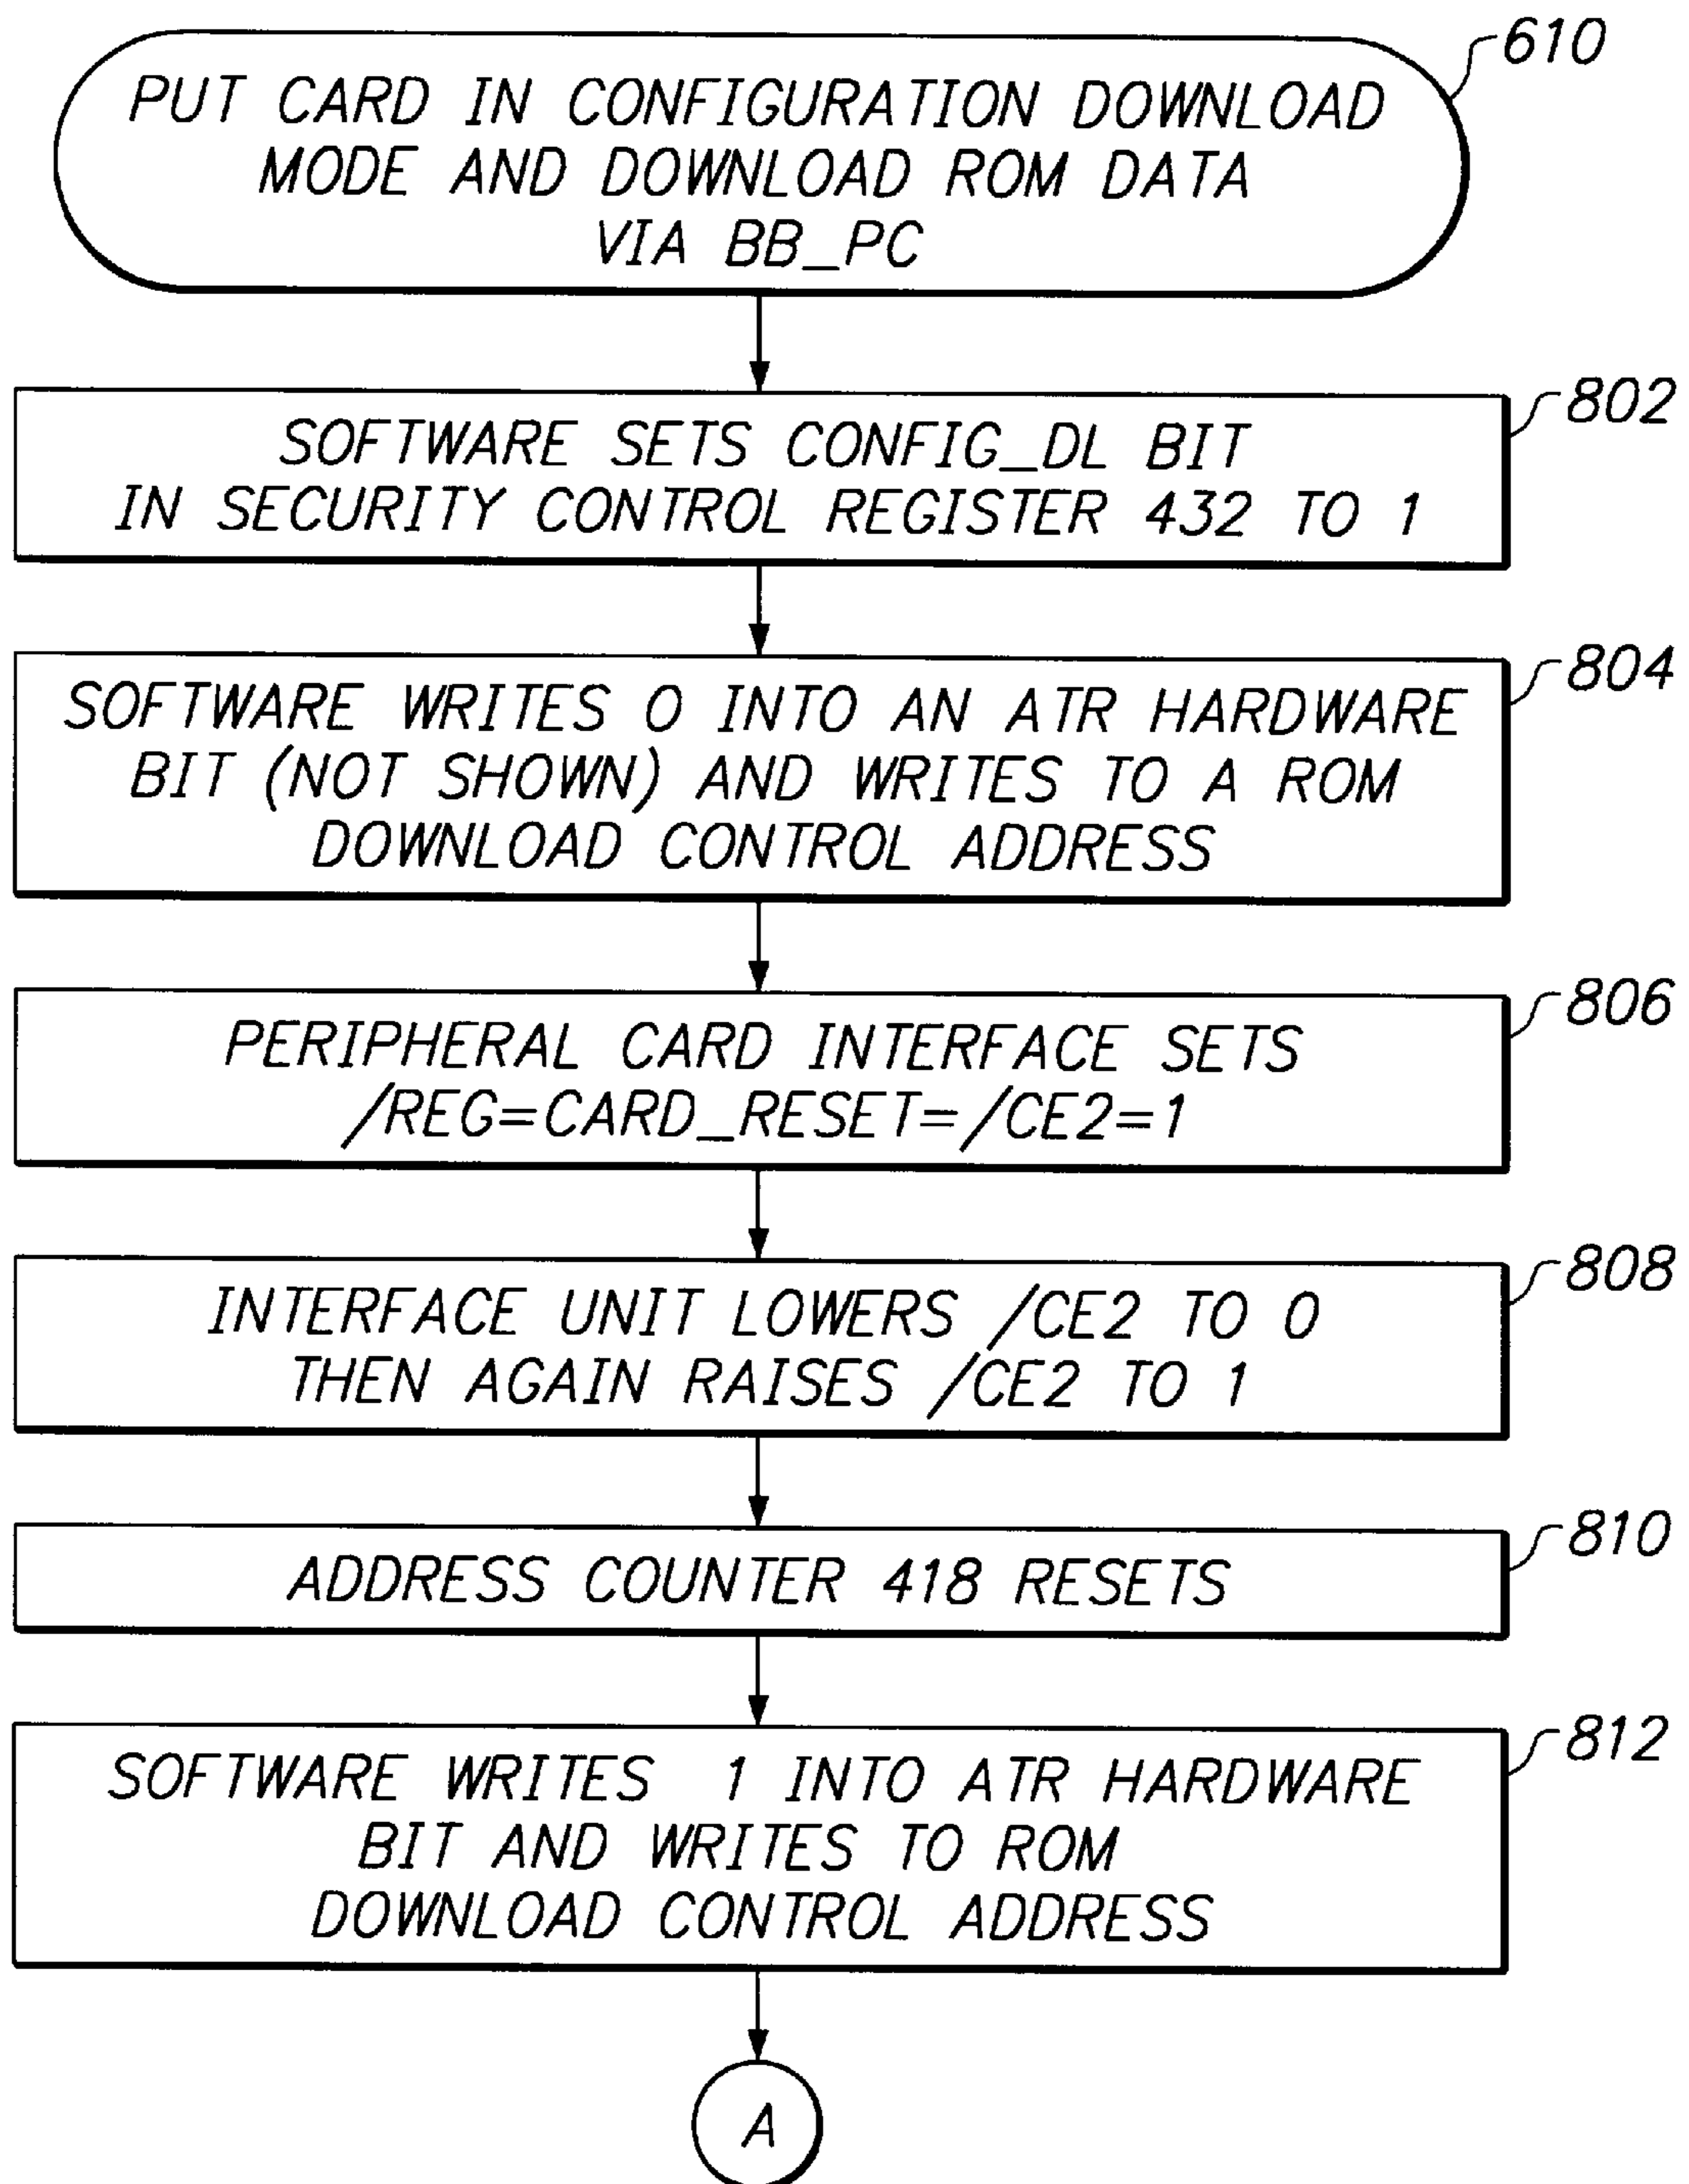 610
PUT CARD IN CONFIGURATION DOWNLOAD
MODE AND DOWNLOAD ROM DATA
VIA BB_PC
802
SOFTWARE SETS CONFIG_DL BIT
IN SECURITY CONTROL REGISTER 432 TO 1
804
SOFTWARE WRITES 0 INTO AN ATR HARDWARE
BIT (NOT SHOWN) AND WRITES TO A ROM
DOWNLOAD CONTROL ADDRESS
806
PERIPHERAL CARD INTERFACE SETS
/REG=CARD_RESET=/CE2=1
808
INTERFACE UNIT LOWERS /CE2 TO 0
THEN AGAIN RAISES /CE2 TO 1
810
ADDRESS COUNTER 418 RESETS
812
SOFTWARE WRITES 1 INTO ATR HARDWARE
BIT AND WRITES TO ROM
DOWNLOAD CONTROL ADDRESS
A